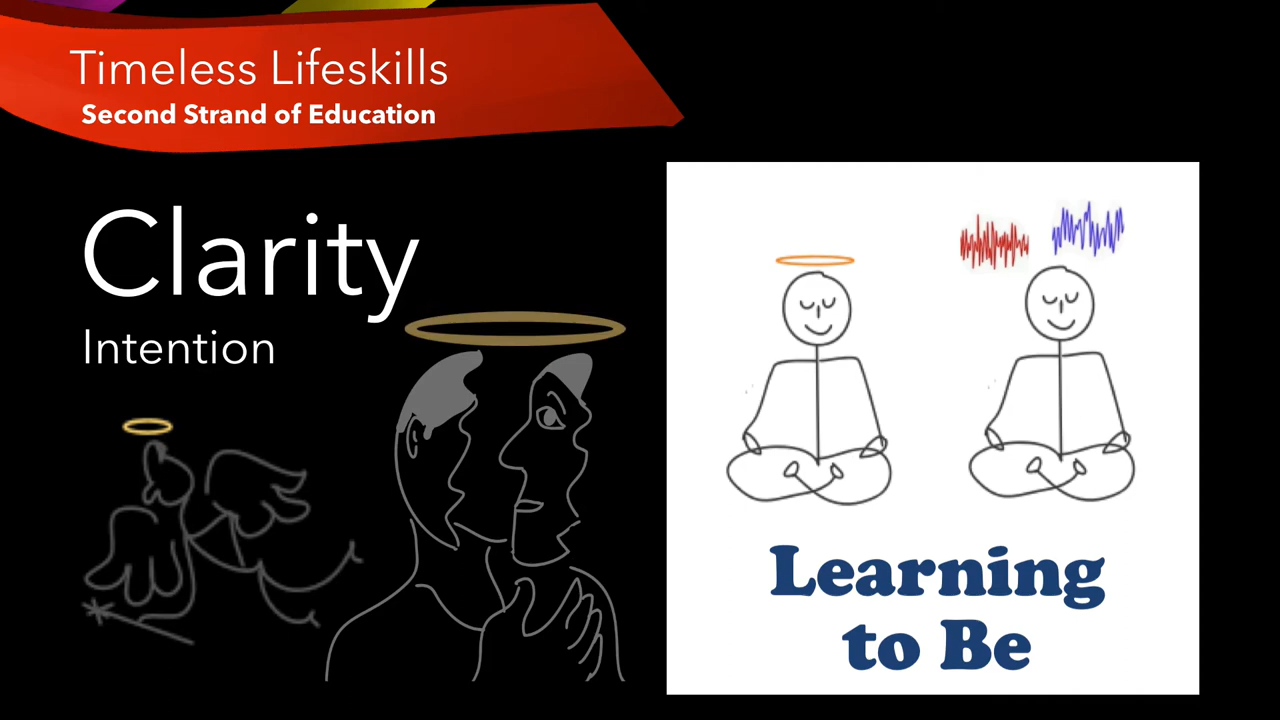 Timeless Lifeskills
Second Strand of Education
Clarity
Intention
Learning
to Be